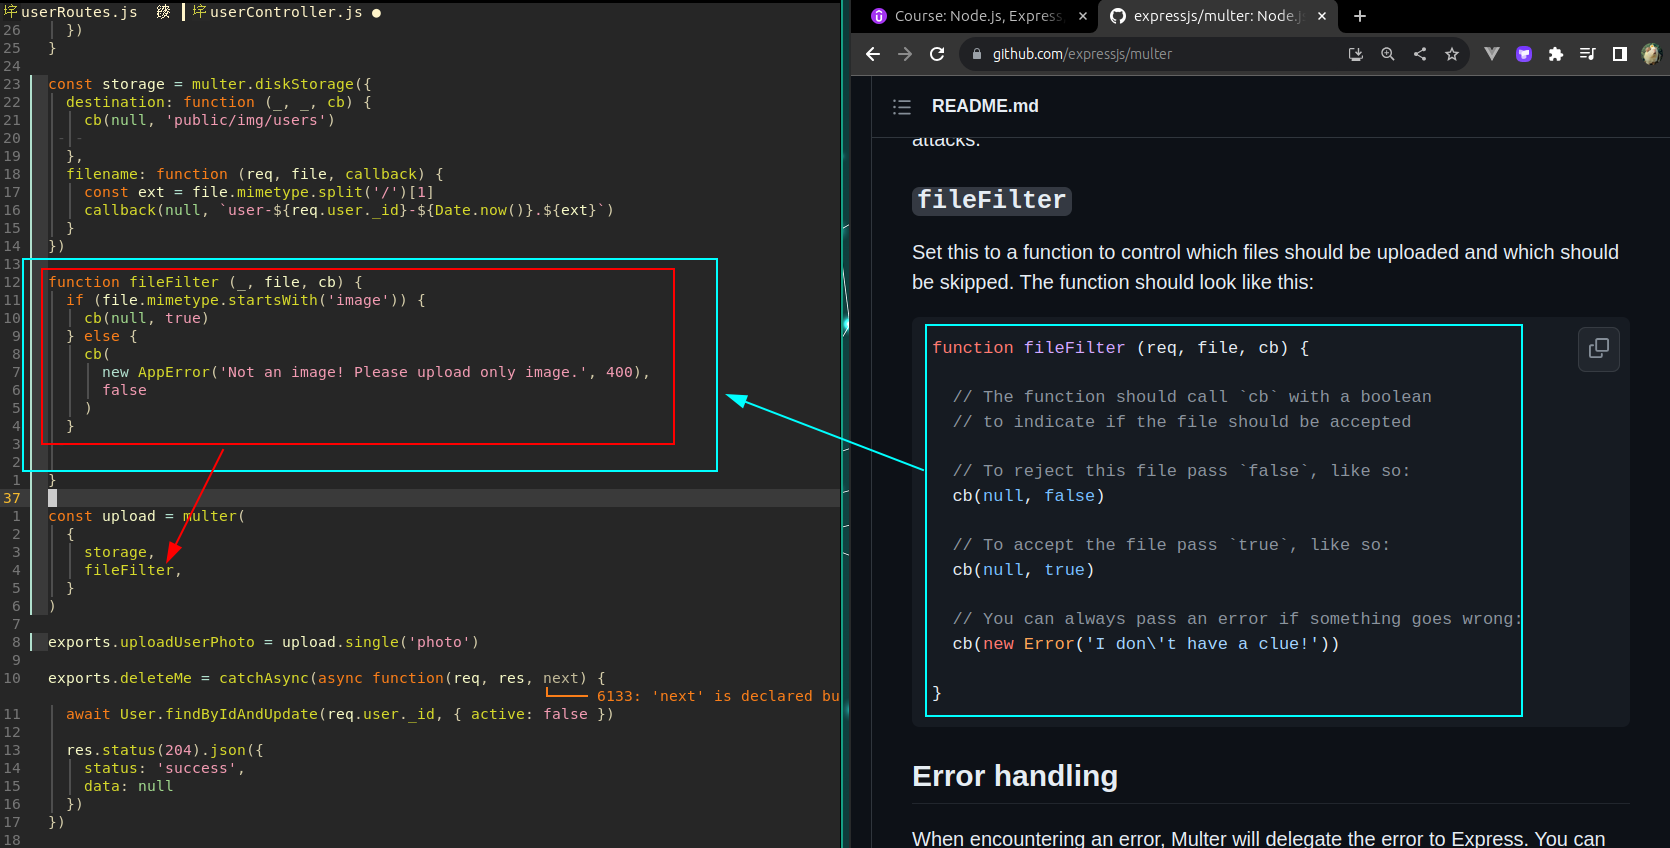 userRoutes.js
userController.js ●
26 })
25 }
24
23 const storage = multer.diskStorage({
22 destination: function (_, _, cb) {
21 cb(null, 'public/img/users')
20 - -
19 },
18 filename: function (req, file, callback) {
17 const ext = file.mimetype.split('/')[1]
16 callback(null, `user-${req.user._id}-${Date.now()}.${ext}`)
15 }
14 })
13
12 function fileFilter (_, file, cb) {
11 if (file.mimetype.startsWith('image')) {
10 cb(null, true)
9 } else {
8 cb(
7 new AppError('Not an image! Please upload only image.', 400),
6 false
5 )
4 }
3
2
1 }
37
1 const upload = multer(
2 {
3 storage,
4 fileFilter,
5 }
6 )
7
8 exports.uploadUserPhoto = upload.single('photo')
9
10 exports.deleteMe = catchAsync(async function(req, res, next) {
6133: 'next' is declared bu
11 await User.findByIdAndUpdate(req.user._id, { active: false })
12
13 res.status(204).json({
14 status: 'success',
15 data: null
16 })
17 })
18
Course: Node.js, Express,
expressjs/multer: Node.j
github.com/expressjs/multer
README.md
attacks.
fileFilter
Set this to a function to control which files should be uploaded and which should
be skipped. The function should look like this:
function fileFilter (req, file, cb) {
// The function should call `cb` with a boolean
// to indicate if the file should be accepted
// To reject this file pass `false`, like so:
cb(null, false)
// To accept the file pass `true`, like so:
cb(null, true)
// You can always pass an error if something goes wrong:
cb(new Error('I don\'t have a clue!'))
}
Error handling
When encountering an error, Multer will delegate the error to Express. You can